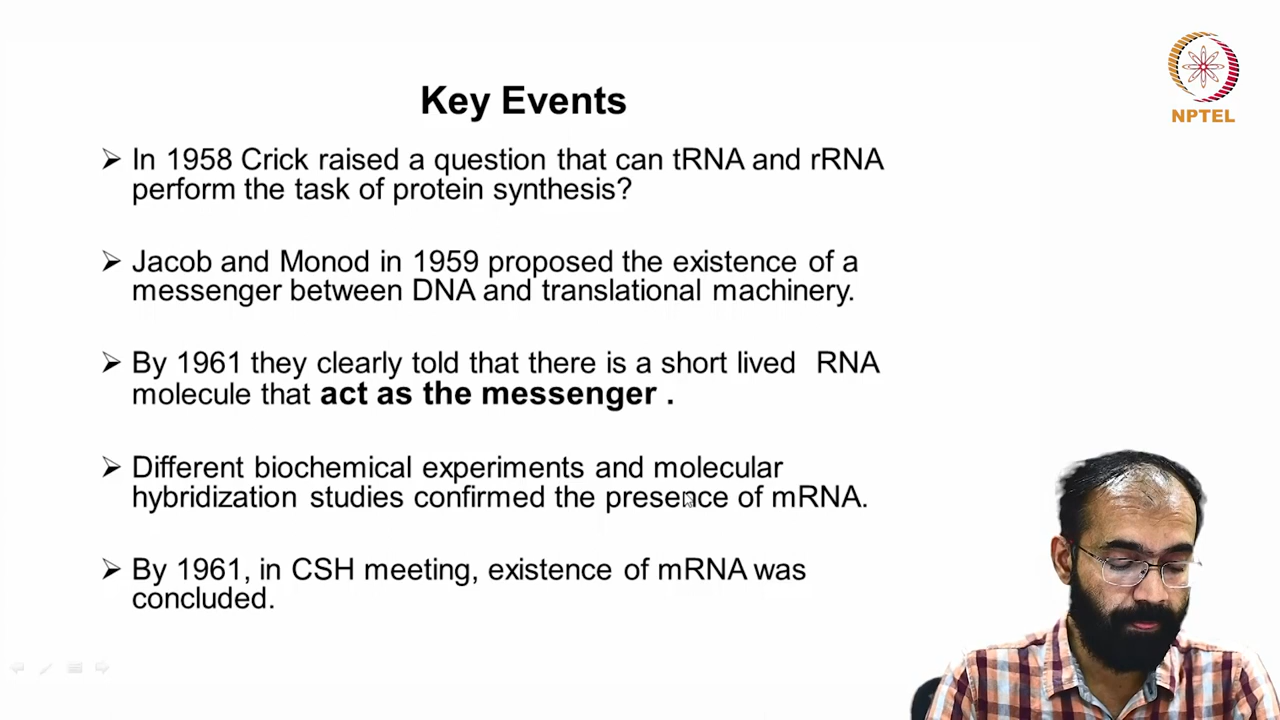 NPTEL
Key Events
➢ In 1958 Crick raised a question that can tRNA and rRNA
perform the task of protein synthesis?
➢ Jacob and Monod in 1959 proposed the existence of a
messenger between DNA and translational machinery.
➢ By 1961 they clearly told that there is a short lived RNA
molecule that act as the messenger .
➢ Different biochemical experiments and molecular
hybridization studies confirmed the presence of mRNA.
➢ By 1961, in CSH meeting, existence of mRNA was
concluded.